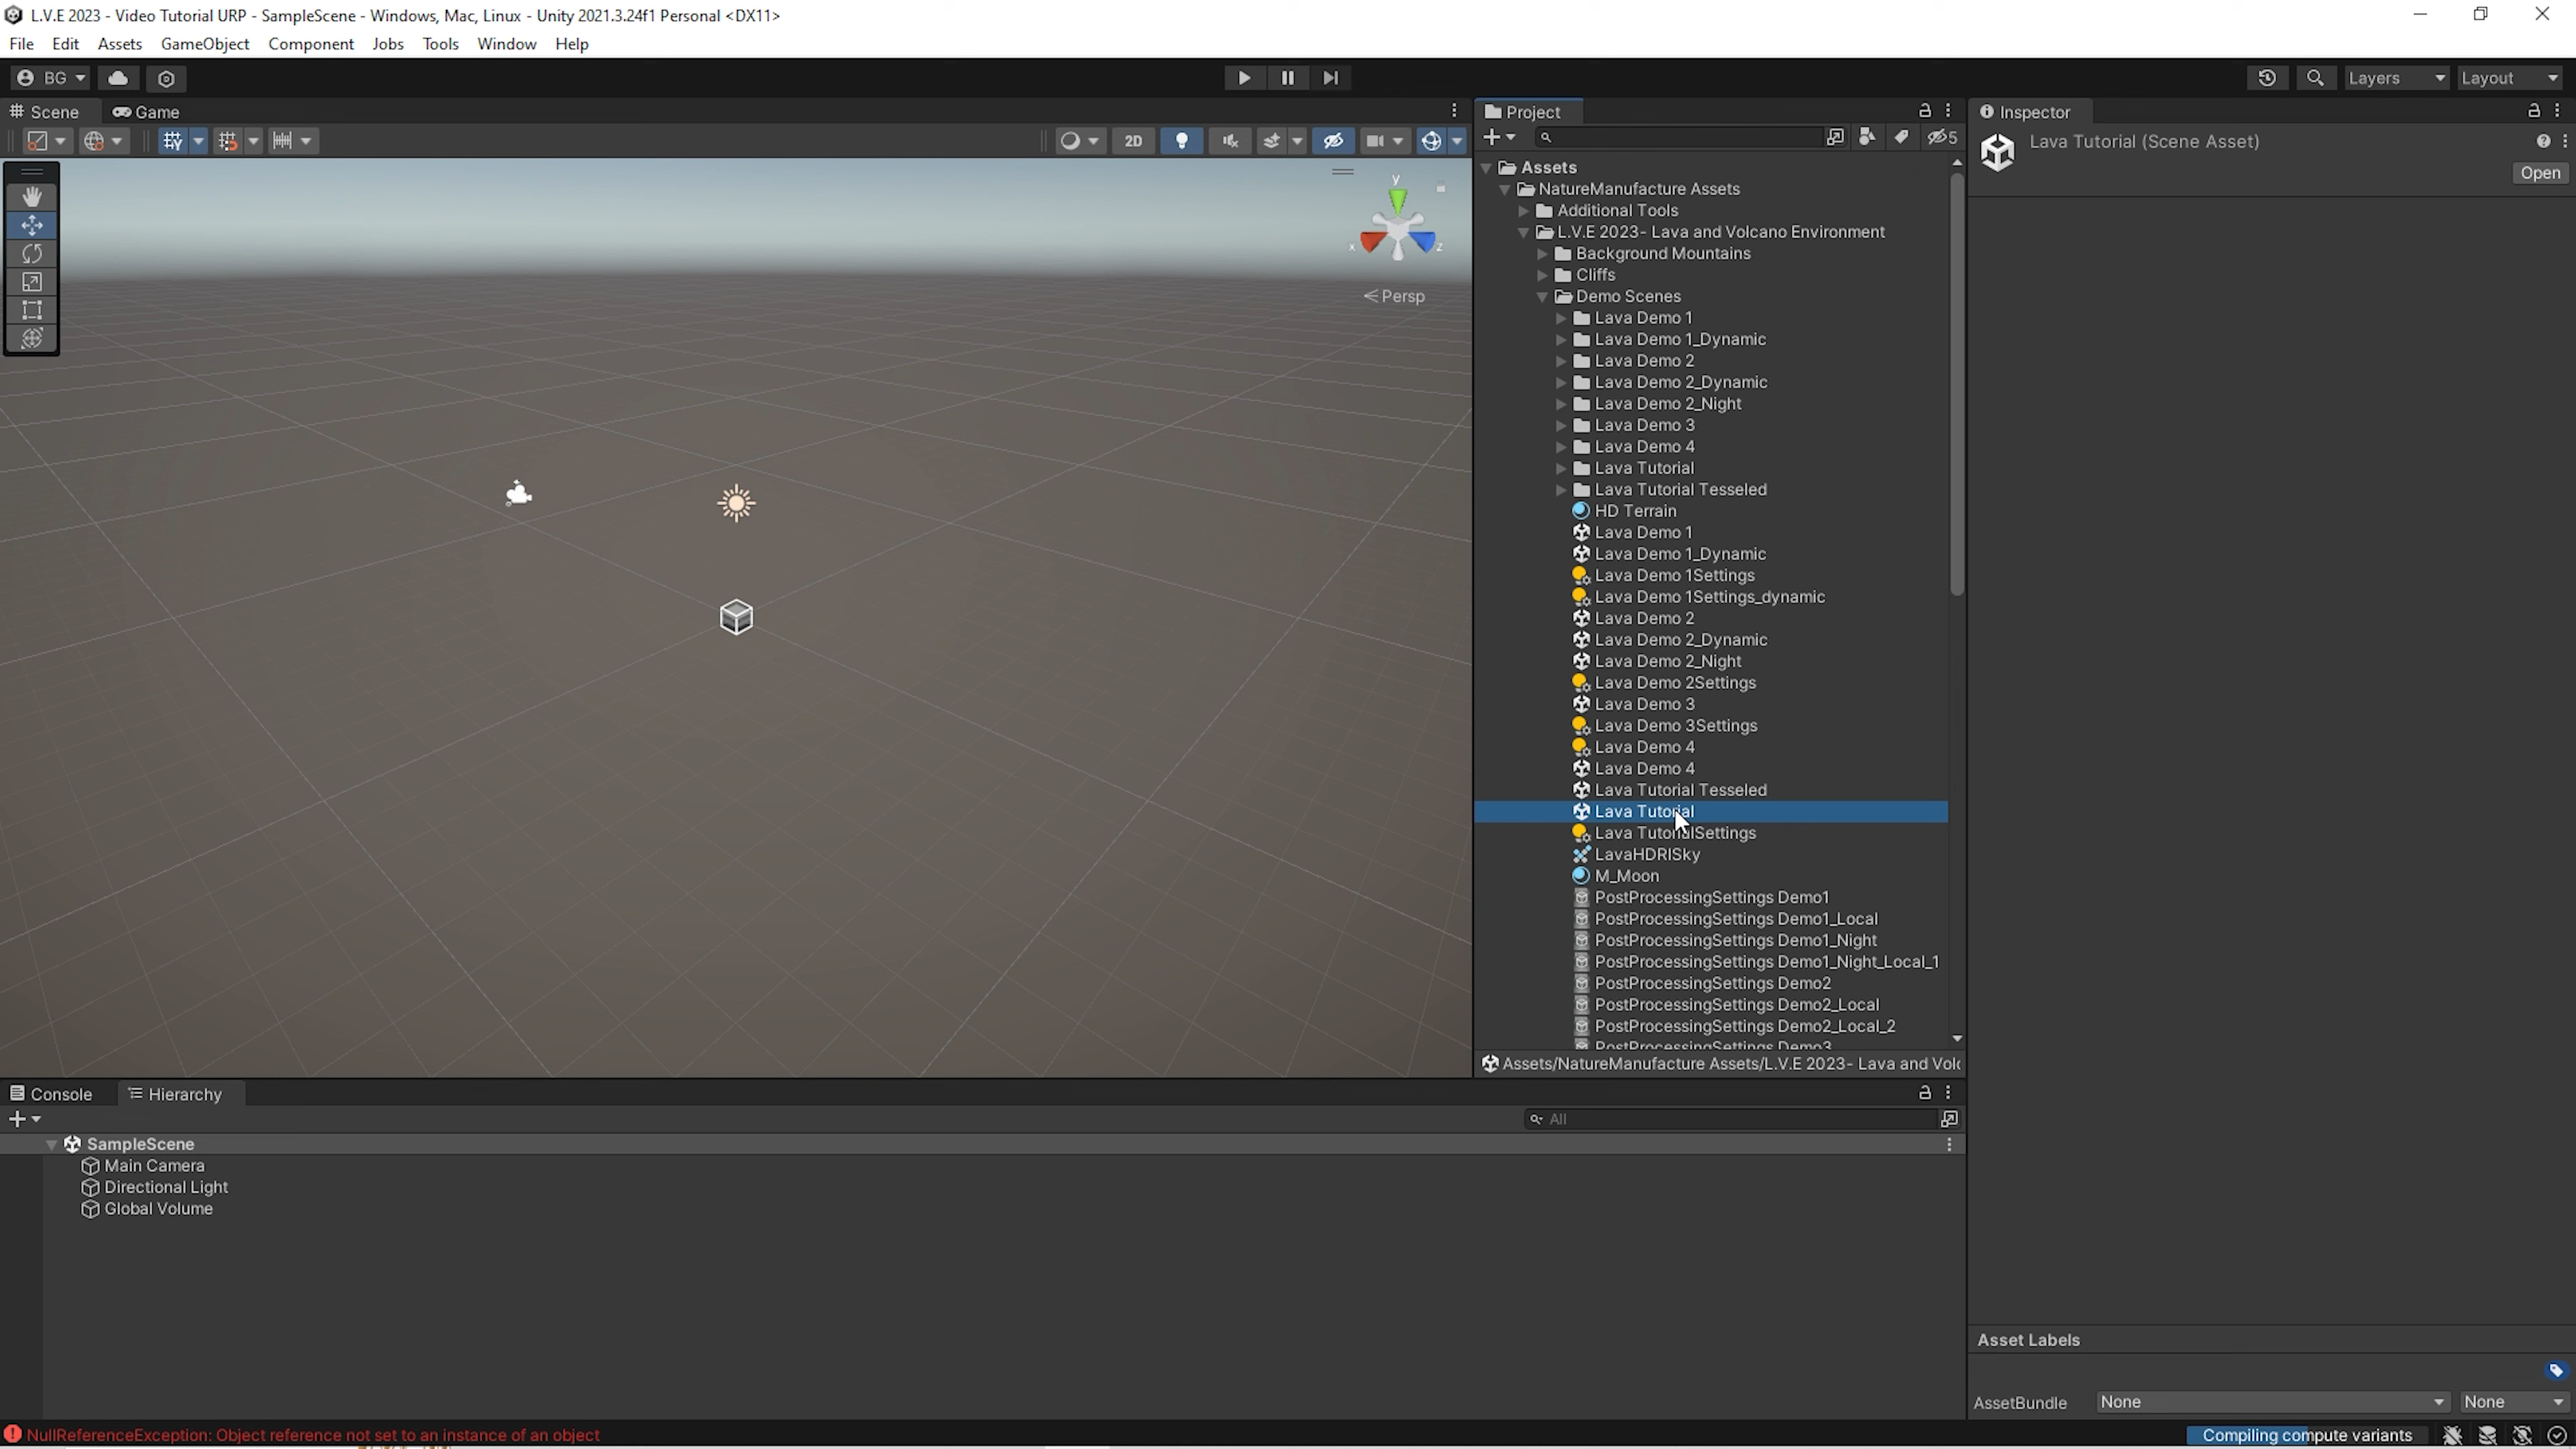 L.V.E 2023 - Video Tutorial URP - SampleScene - Windows, Mac, Linux - Unity 2021.3.24f1 Personal <DX11>
File Edit Assets GameObject Component Jobs Tools Window Help
BG
Layers
Layout
Scene
Game
2D
y
x
z
Persp
Project
5
Assets
NatureManufacture Assets
Additional Tools
L.V.E 2023- Lava and Volcano Environment
Background Mountains
Cliffs
Demo Scenes
Lava Demo 1
Lava Demo 1_Dynamic
Lava Demo 2
Lava Demo 2_Dynamic
Lava Demo 2_Night
Lava Demo 3
Lava Demo 4
Lava Tutorial
Lava Tutorial Tesseled
HD Terrain
Lava Demo 1
Lava Demo 1_Dynamic
Lava Demo 1Settings
Lava Demo 1Settings_dynamic
Lava Demo 2
Lava Demo 2_Dynamic
Lava Demo 2_Night
Lava Demo 2Settings
Lava Demo 3
Lava Demo 3Settings
Lava Demo 4
Lava Demo 4
Lava Tutorial Tesseled
Lava Tutorial
Lava TutorialSettings
LavaHDRISky
M_Moon
PostProcessingSettings Demo1
PostProcessingSettings Demo1_Local
PostProcessingSettings Demo1_Night
PostProcessingSettings Demo1_Night_Local_1
PostProcessingSettings Demo2
PostProcessingSettings Demo2_Local
PostProcessingSettings Demo2_Local_2
PostProcessingSettings Demo3
Assets/NatureManufacture Assets/L.V.E 2023- Lava and Volc
Inspector
Lava Tutorial (Scene Asset)
Open
Console
Hierarchy
All
SampleScene
Main Camera
Directional Light
Global Volume
Asset Labels
AssetBundle
None
None
NullReferenceException: Object reference not set to an instance of an object
Compiling compute variants